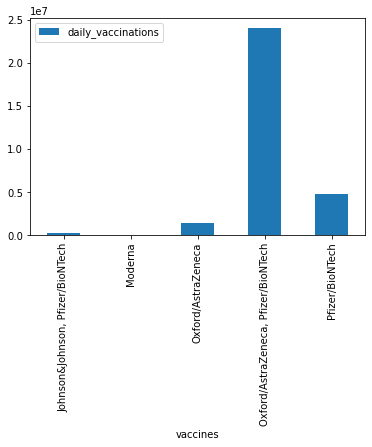 1e7
daily_vaccinations
2.5
2.0
1.5
1.0
0.5
0.0
Johnson&Johnson, Pfizer/BioNTech
Moderna
Oxford/AstraZeneca
Oxford/AstraZeneca, Pfizer/BioNTech
Pfizer/BioNTech
vaccines